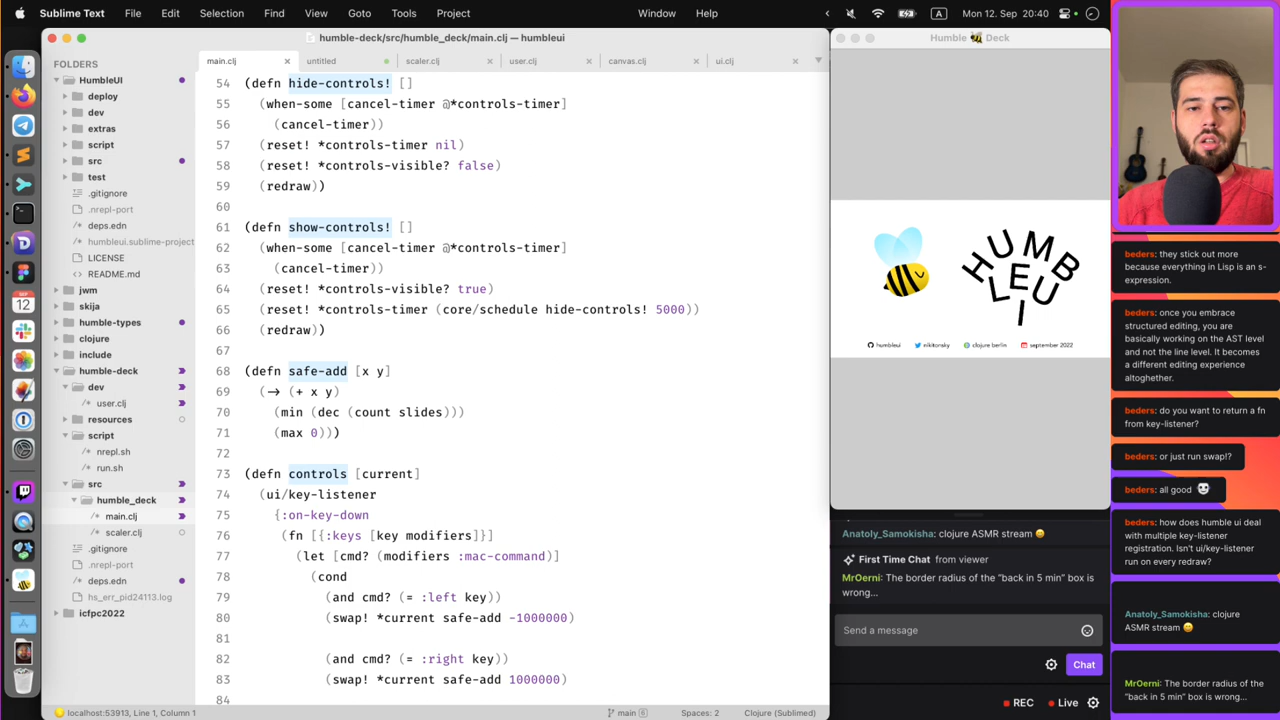 Sublime Text File Edit Selection Find View Goto Tools Project Window Help
A Mon 12. Sep 20:40
humble-deck/src/humble_deck/main.clj — humbleui
main.clj untitled scaler.clj user.clj canvas.clj ui.clj
FOLDERS
HumbleUI
deploy
dev
extras
script
src
test
.gitignore
.nrepl-port
deps.edn
humbleui.sublime-project
LICENSE
README.md
jwm
skija
humble-types
clojure
include
humble-deck
dev
user.clj
resources
script
nrepl.sh
run.sh
src
humble_deck
main.clj
scaler.clj
.gitignore
.nrepl-port
deps.edn
hs_err_pid24113.log
icfpc2022
SEP
12
54 (defn hide-controls! []
55 (when-some [cancel-timer @*controls-timer]
56 (cancel-timer))
57 (reset! *controls-timer nil)
58 (reset! *controls-visible? false)
59 (redraw))
60
61 (defn show-controls! []
62 (when-some [cancel-timer @*controls-timer]
63 (cancel-timer))
64 (reset! *controls-visible? true)
65 (reset! *controls-timer (core/schedule hide-controls! 5000))
66 (redraw))
67
68 (defn safe-add [x y]
69 (-> (+ x y)
70 (min (dec (count slides)))
71 (max 0)))
72
73 (defn controls [current]
74 (ui/key-listener
75 {:on-key-down
76 (fn [{:keys [key modifiers]}]
77 (let [cmd? (modifiers :mac-command)]
78 (cond
79 (and cmd? (= :left key))
80 (swap! *current safe-add -1000000)
81
82 (and cmd? (= :right key))
83 (swap! *current safe-add 1000000)
84
localhost:53913, Line 1, Column 1 main 6 Spaces: 2 Clojure (Sublimed)
Humble 🐝 Deck
HUMBLEUI
humbleui nikitonsky clojure berlin september 2022
Anatoly_Samokisha: clojure ASMR stream 😄
First Time Chat from viewer
MrOerni: The border radius of the "back in 5 min" box is
wrong...
Send a message
Chat
REC Live
beders: they stick out more
because everything in Lisp is an s-
expression.
beders: once you embrace
structured editing, you are
basically working on the AST level
and not the line level. It becomes
a different editing experience
altoghether.
beders: do you want to return a fn
from key-listener?
beders: or just run swap!?
beders: all good
beders: how does humble ui deal
with multiple key-listener
registration. Isn't ui/key-listener
run on every redraw?
Anatoly_Samokisha: clojure
ASMR stream 😄
MrOerni: The border radius of the
"back in 5 min" box is wrong...